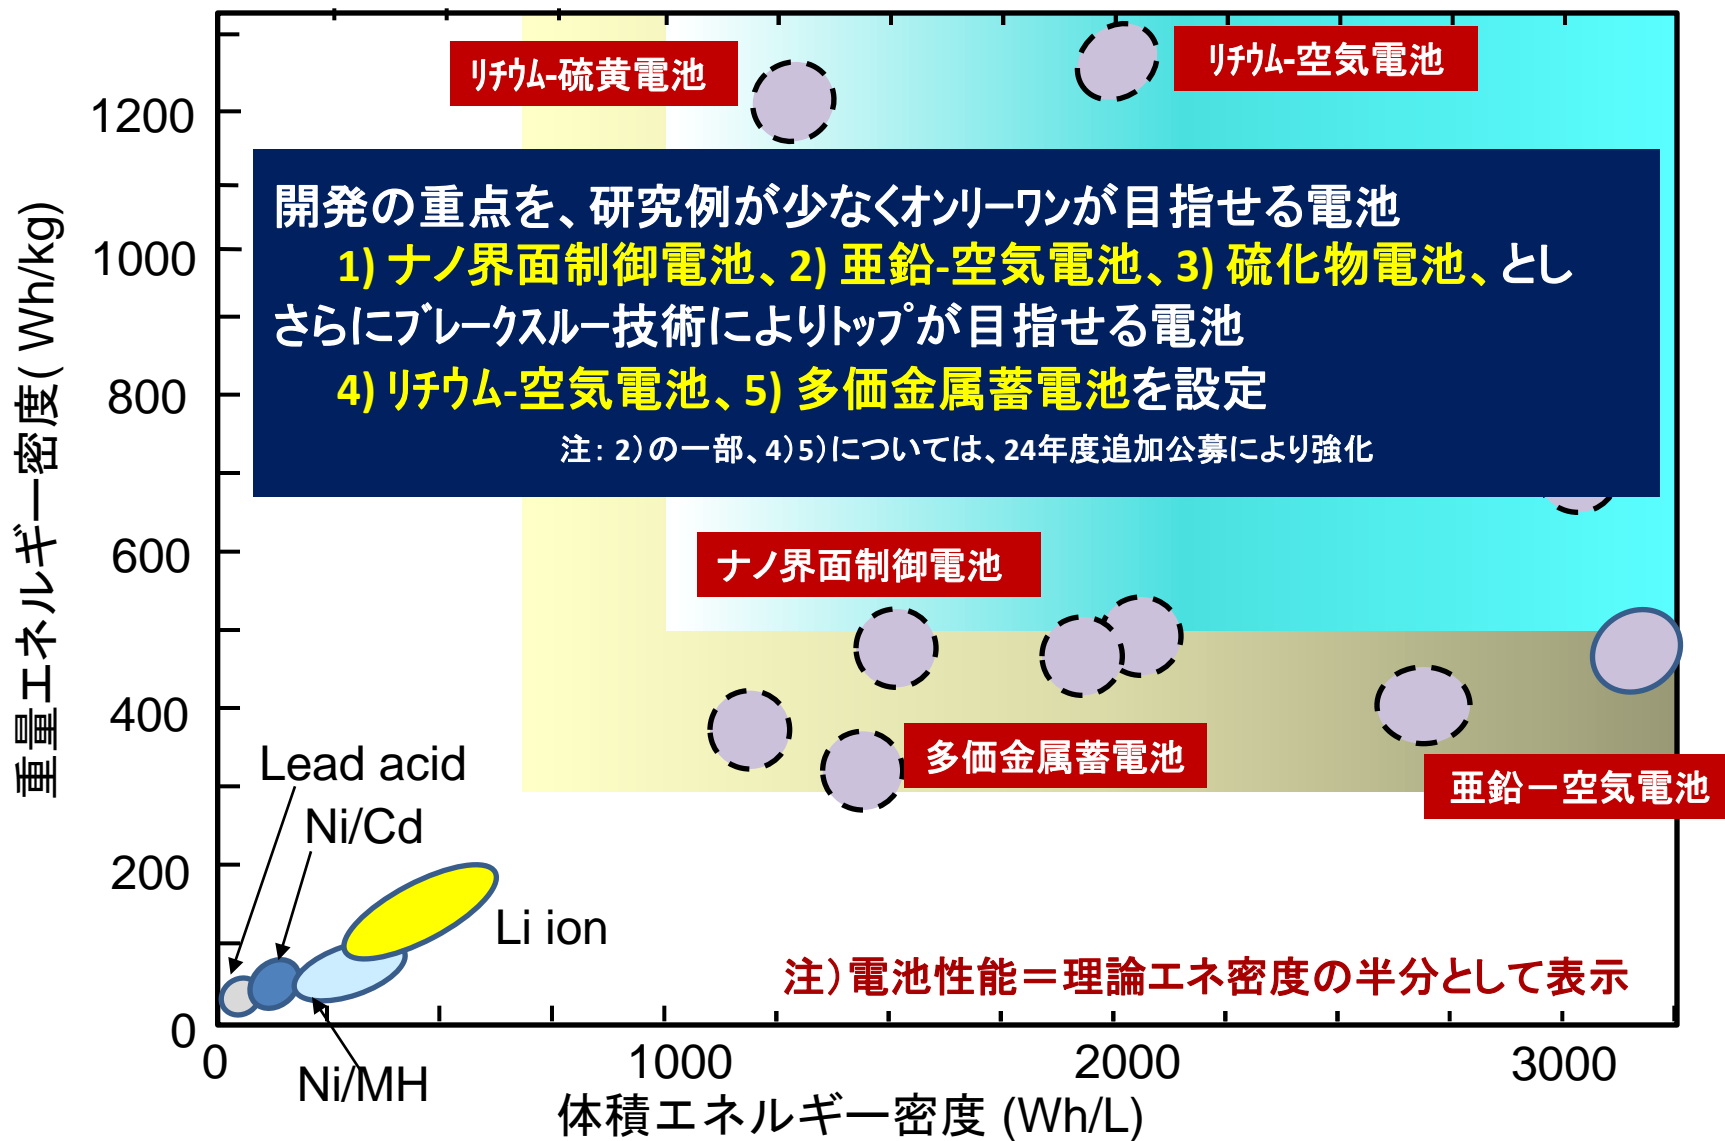 リチウム-硫黄電池
リチウム-空気電池
1200
1000
800
600
400
200
0
重量エネルギー密度( Wh/kg)
開発の重点を、研究例が少なくオンリーワンが目指せる電池
1) ナノ界面制御電池、2) 亜鉛-空気電池、3) 硫化物電池、とし
さらにブレークスルー技術によりトップが目指せる電池
4) リチウム-空気電池、5) 多価金属蓄電池を設定
注: 2)の一部、4)5)については、24年度追加公募により強化
ナノ界面制御電池
多価金属蓄電池
亜鉛－空気電池
Lead acid
Ni/Cd
Li ion
Ni/MH
注）電池性能＝理論エネ密度の半分として表示
0
1000
2000
3000
体積エネルギー密度 (Wh/L)